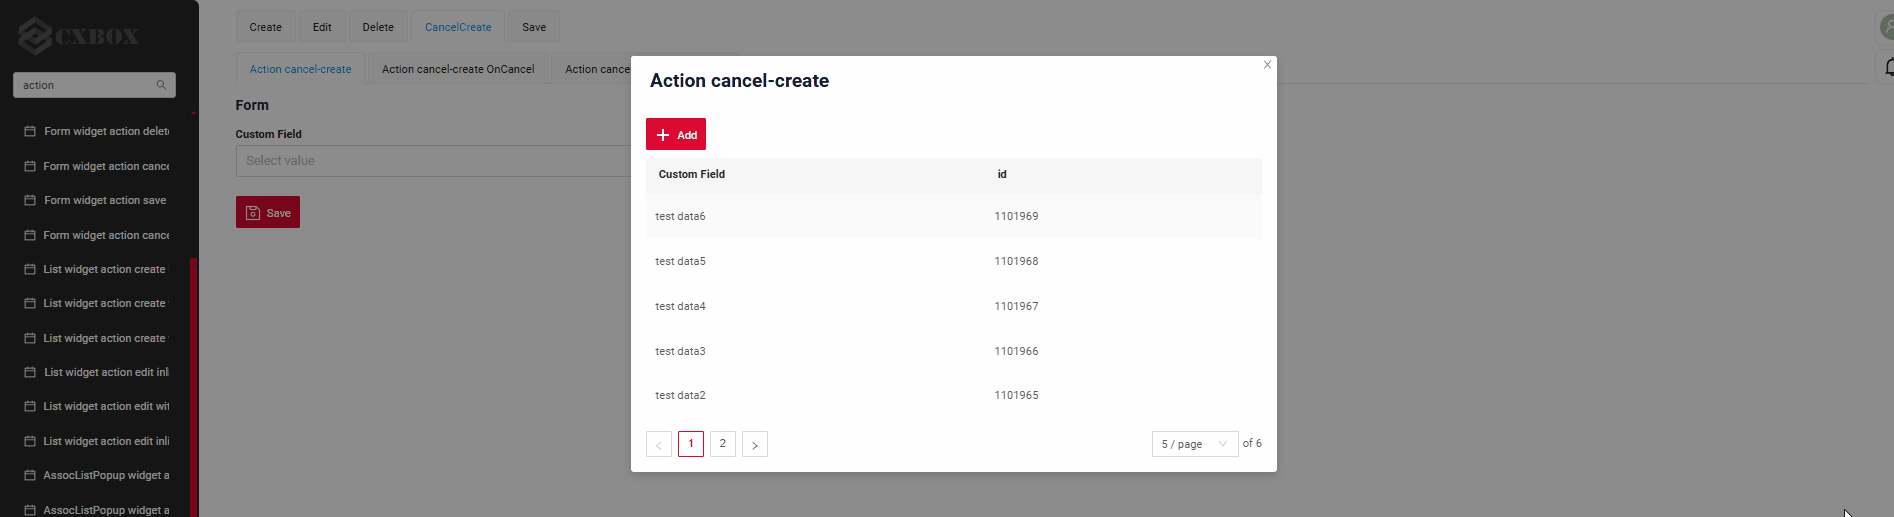 CXBOX
action
Form widget action delet
Form widget action cance
Form widget action save
Form widget action cance
List widget action create
List widget action create
List widget action create
List widget action edit inl
List widget action edit wit
List widget action edit inli
AssocListPopup widget a
AssocListPopup widget a
Create Edit Delete CancelCreate Save
Action cancel-create Action cancel-create OnCancel Action cancel
Form
Custom Field
Select value
Save
Action cancel-create
Add
Custom Field id
test data6 1101969
test data5 1101968
test data4 1101967
test data3 1101966
test data2 1101965
< 1 2 > 5 / page of 6